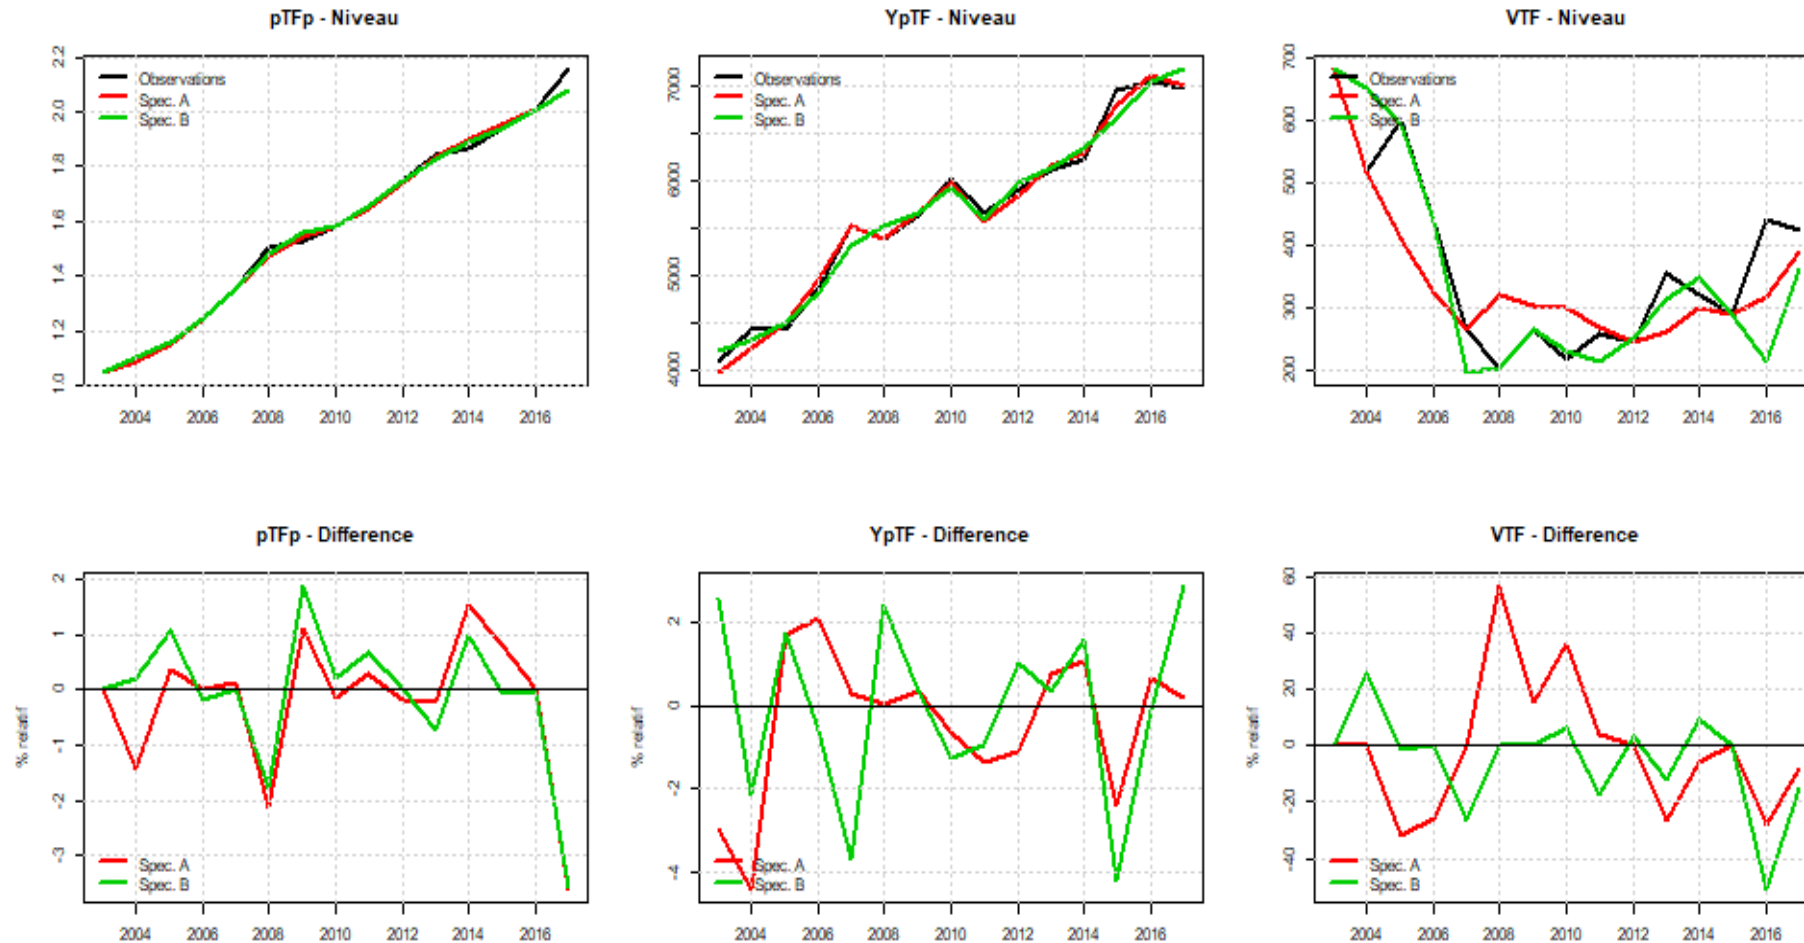 pTFp - Niveau
2.2
2.0
1.8
1.6
1.4
1.2
1.0
Observations
Spec. A
Spec. B
2004 2006 2008 2010 2012 2014 2016
YpTF - Niveau
7000
6000
5000
4000
Observations
Spec. A
Spec. B
2004 2006 2008 2010 2012 2014 2016
VTF - Niveau
700
600
500
400
300
200
Observations
Spec. A
Spec. B
2004 2006 2008 2010 2012 2014 2016
pTFp - Difference
% relatif
2
1
0
-1
-2
-3
Spec. A
Spec. B
2004 2006 2008 2010 2012 2014 2016
YpTF - Difference
% relatif
2
0
-2
-4
Spec. A
Spec. B
2004 2006 2008 2010 2012 2014 2016
VTF - Difference
% relatif
60
40
20
0
-20
-40
Spec. A
Spec. B
2004 2006 2008 2010 2012 2014 2016